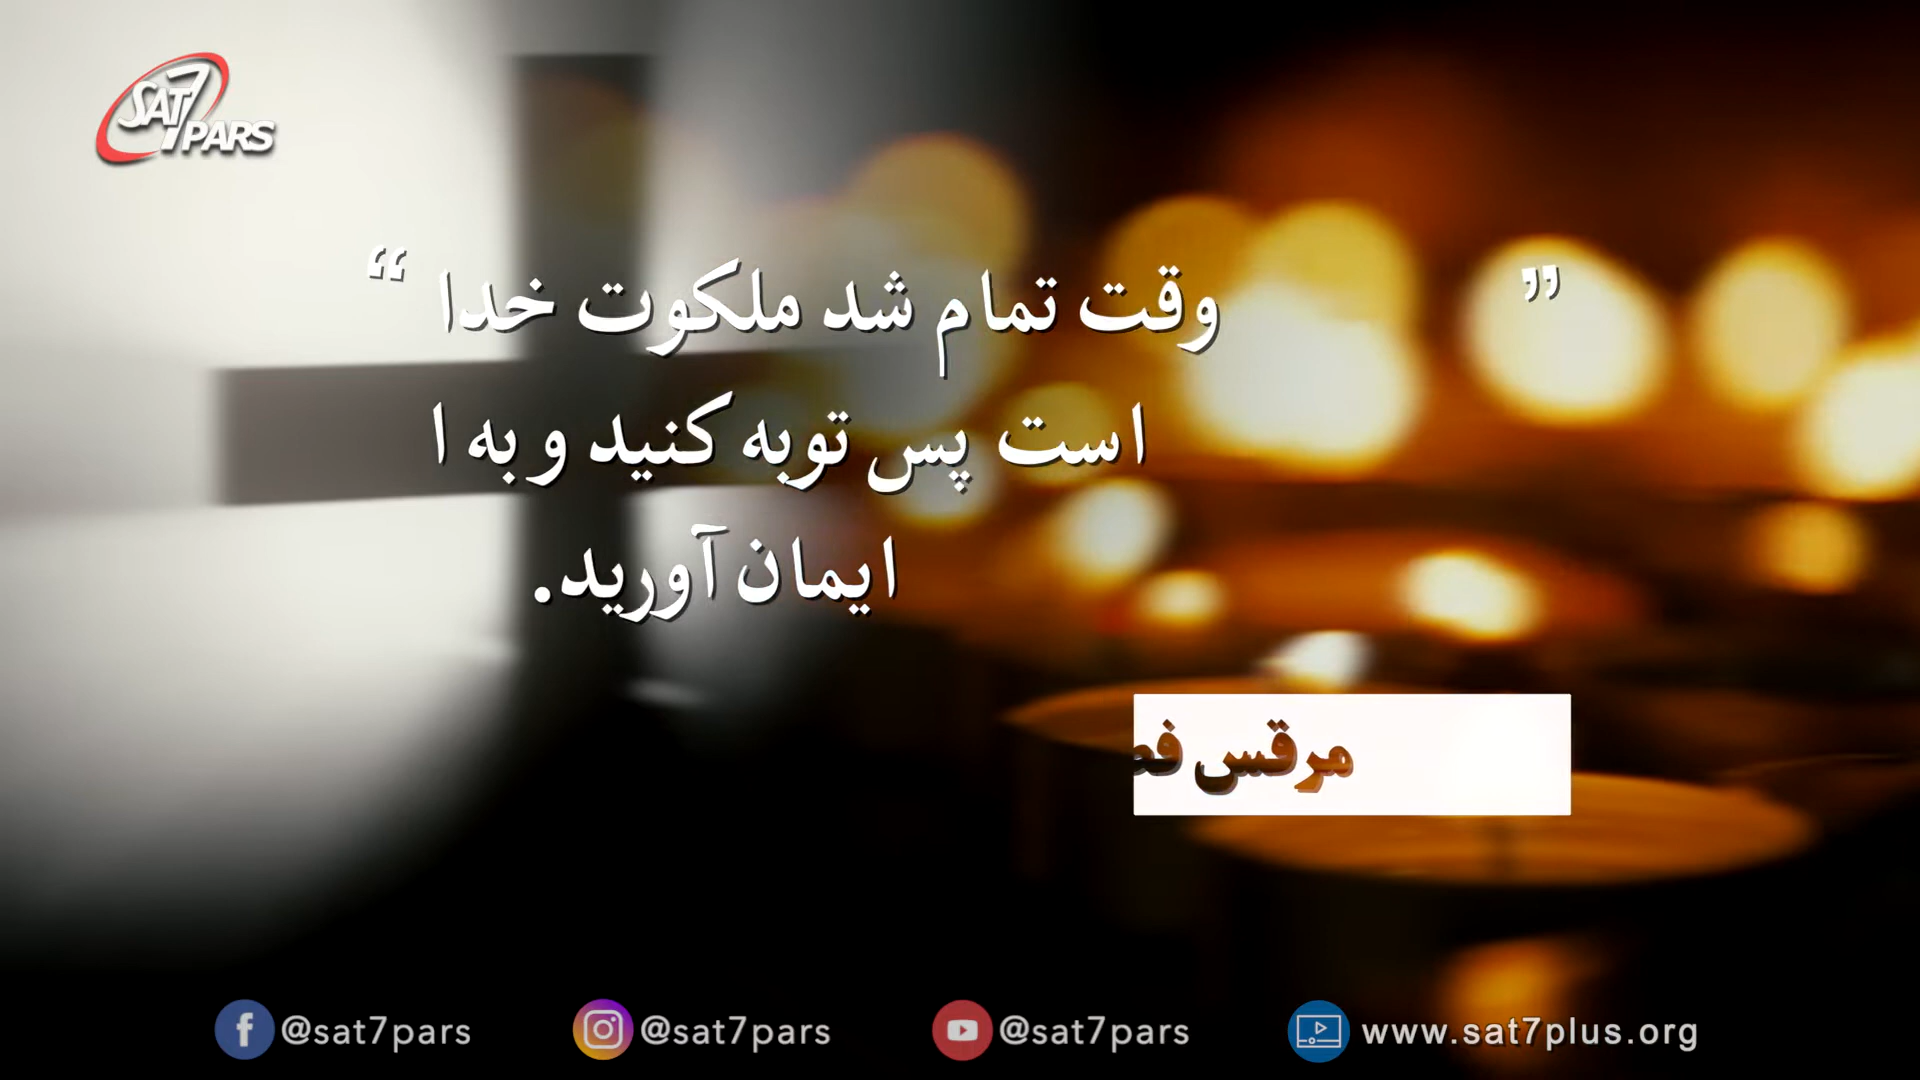 SAT7 PARS
” وقت تمام شد ملکوت خدا “
است پس توبه کنید و به ا
ایمان آورید.
مرقس
@sat7pars
@sat7pars
@sat7pars
www.sat7plus.org